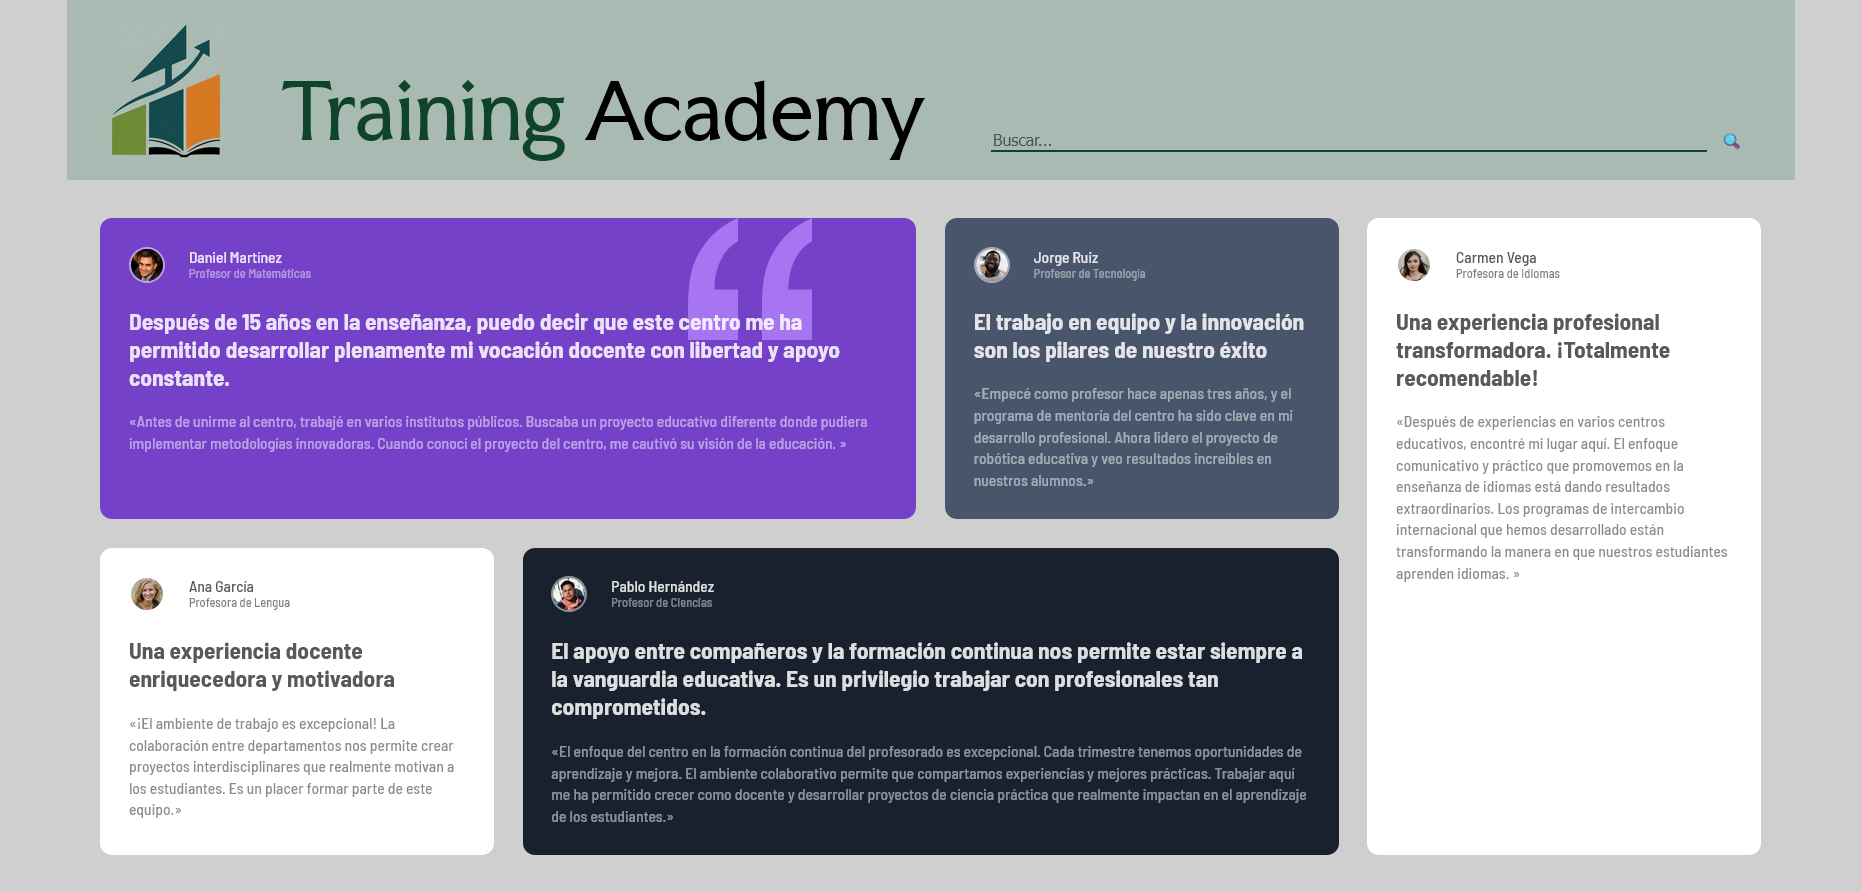 Training Academy
Buscar...
Daniel Martínez
Profesor de Matemáticas
Después de 15 años en la enseñanza, puedo decir que este centro me ha
permitido desarrollar plenamente mi vocación docente con libertad y apoyo
constante.
«Antes de unirme al centro, trabajé en varios institutos públicos. Buscaba un proyecto educativo diferente donde pudiera
implementar metodologías innovadoras. Cuando conocí el proyecto del centro, me cautivó su visión de la educación. »
Jorge Ruiz
Profesor de Tecnología
El trabajo en equipo y la innovación
son los pilares de nuestro éxito
«Empecé como profesor hace apenas tres años, y el
programa de mentoría del centro ha sido clave en mi
desarrollo profesional. Ahora lidero el proyecto de
robótica educativa y veo resultados increíbles en
nuestros alumnos.»
Carmen Vega
Profesora de Idiomas
Una experiencia profesional
transformadora. ¡Totalmente
recomendable!
«Después de experiencias en varios centros
educativos, encontré mi lugar aquí. El enfoque
comunicativo y práctico que promovemos en la
enseñanza de idiomas está dando resultados
extraordinarios. Los programas de intercambio
internacional que hemos desarrollado están
transformando la manera en que nuestros estudiantes
aprenden idiomas. »
Ana García
Profesora de Lengua
Una experiencia docente
enriquecedora y motivadora
«¡El ambiente de trabajo es excepcional! La
colaboración entre departamentos nos permite crear
proyectos interdisciplinares que realmente motivan a
los estudiantes. Es un placer formar parte de este
equipo.»
Pablo Hernández
Profesor de Ciencias
El apoyo entre compañeros y la formación continua nos permite estar siempre a
la vanguardia educativa. Es un privilegio trabajar con profesionales tan
comprometidos.
«El enfoque del centro en la formación continua del profesorado es excepcional. Cada trimestre tenemos oportunidades de
aprendizaje y mejora. El ambiente colaborativo permite que compartamos experiencias y mejores prácticas. Trabajar aquí
me ha permitido crecer como docente y desarrollar proyectos de ciencia práctica que realmente impactan en el aprendizaje
de los estudiantes.»